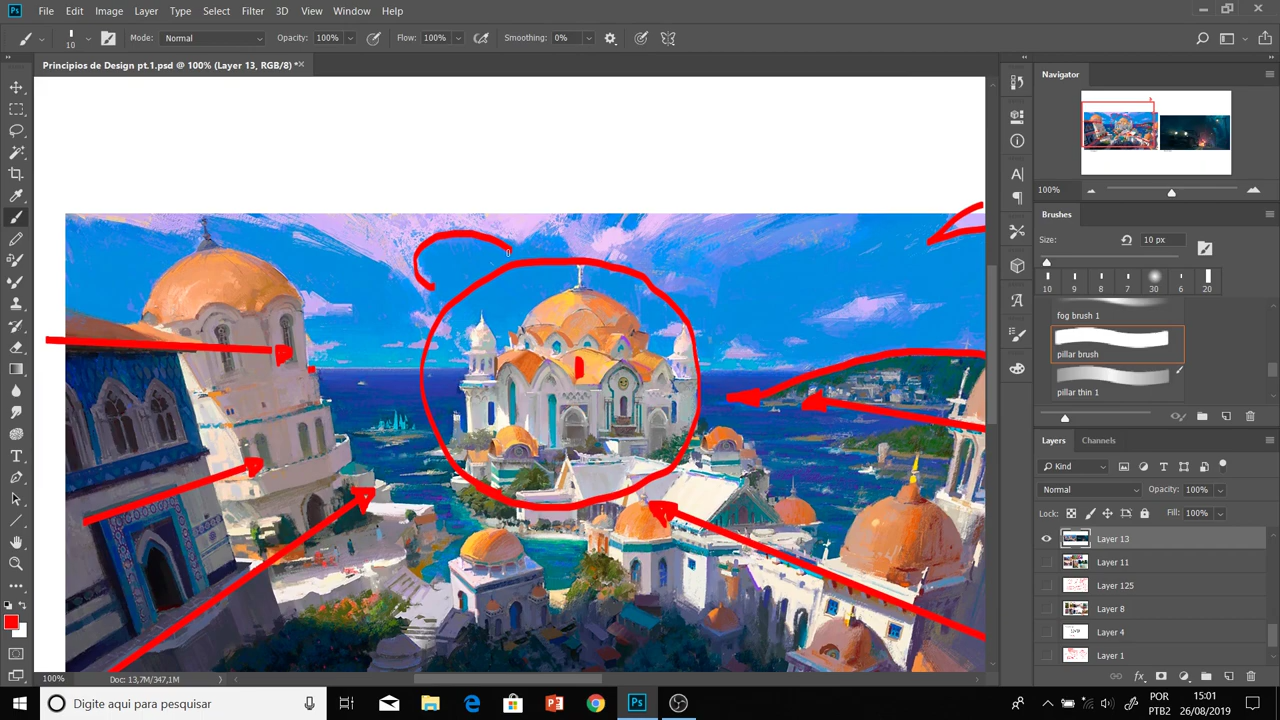 Ps File Edit Image Layer Type Select Filter 3D View Window Help
10 Mode: Normal Opacity: 100% Flow: 100% Smoothing: 0%
Principios de Design pt.1.psd @ 100% (Layer 13, RGB/8) *
Navigator
100%
Brushes
Size: 10 px
10 9 8 7 30 6 20
fog brush 1
pillar brush
pillar thin 1
Layers Channels
Kind
Normal Opacity: 100%
Lock: Fill: 100%
Layer 13
Layer 11
Layer 125
Layer 8
Layer 4
Layer 1
100% Doc: 13,7M/347,1M
Digite aqui para pesquisar
POR
PTB2
15:01
26/08/2019